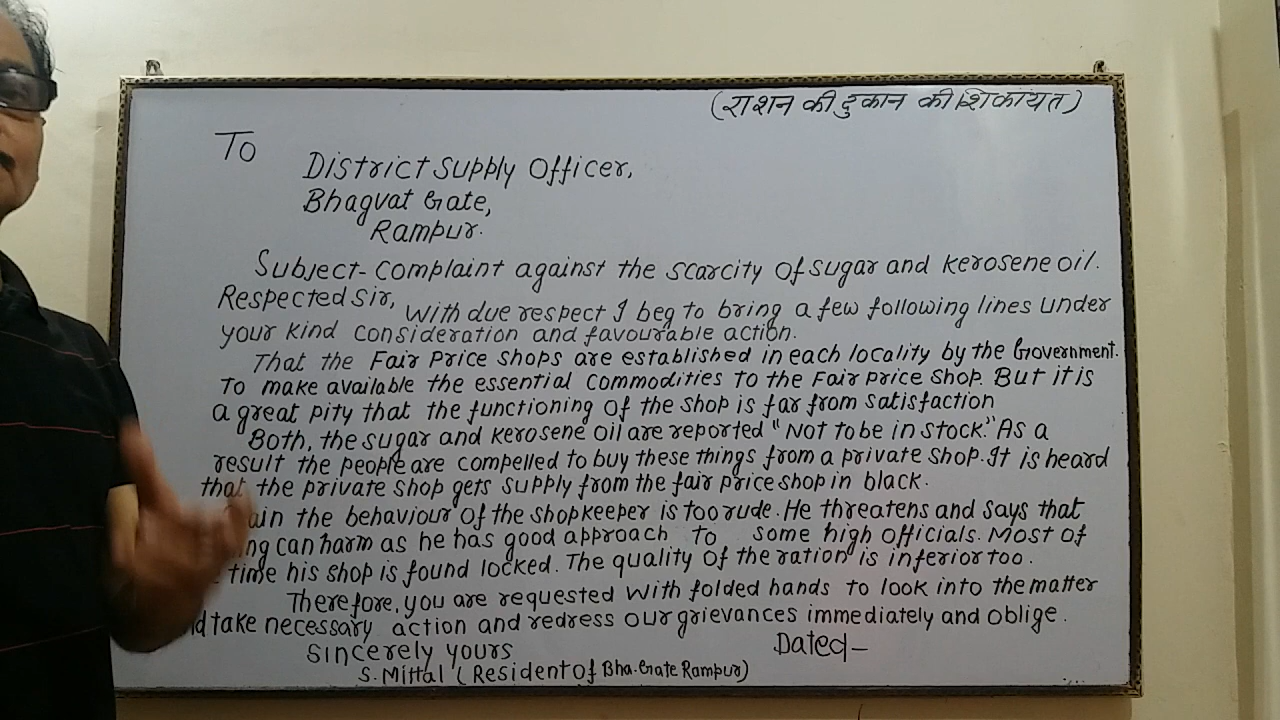 (राशन की दुकान की शिकायत)
To
District Supply Officer,
Bhagvat Gate,
Rampur.
Subject- Complaint against the scarcity of sugar and kerosene oil.
Respected Sir, With due respect I beg to bring a few following lines under
your kind consideration and favourable action.
That the Fair Price shops are established in each locality by the Government.
To make available the essential commodities to the Fair Price Shop. But it is
a great pity that the functioning of the shop is far from satisfaction
Both, the sugar and kerosene oil are reported "Not to be in stock." As a
result the people are compelled to buy these things from a private shop. It is heard
that the private shop gets supply from the fair price shop in black.
the behaviour of the shopkeeper is too rude. He threatens and says that
can harm as he has good approach to some high officials. Most of
time his shop is found locked. The quality of the ration is inferior too.
Therefore, you are requested with folded hands to look into the matter
take necessary action and redress our grievances immediately and oblige.
Sincerely yours
Dated-
S. Mittal (Resident of Bha. Gate Rampur)